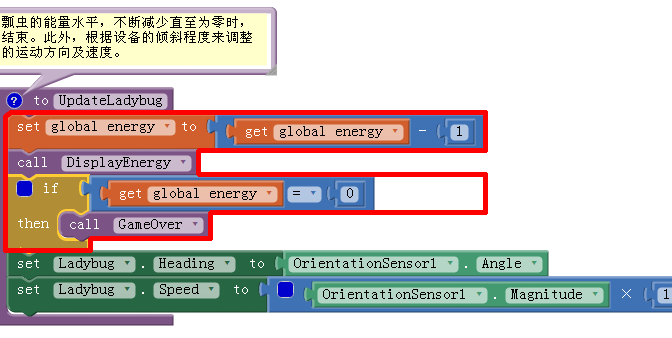 瓢虫的能量水平，不断减少直至为零时，
结束。此外，根据设备的倾斜程度来调整
的运动方向及速度。
? to UpdateLadybug
set global energy to get global energy - 1
call DisplayEnergy
if get global energy = 0
then call GameOver
set Ladybug . Heading to OrientationSensor1 . Angle
set Ladybug . Speed to OrientationSensor1 . Magnitude × 1